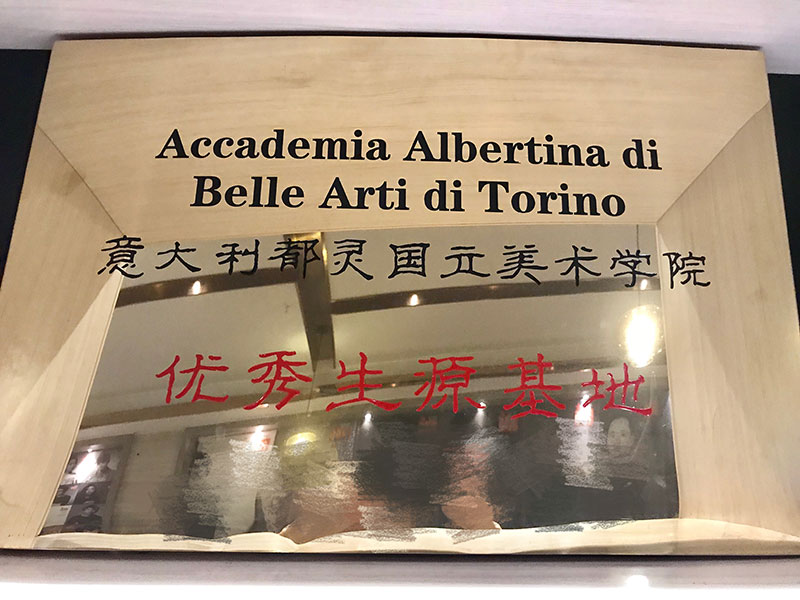 Accademia Albertina di
Belle Arti di Torino
意大利都灵国立美术学院
优秀生源基地